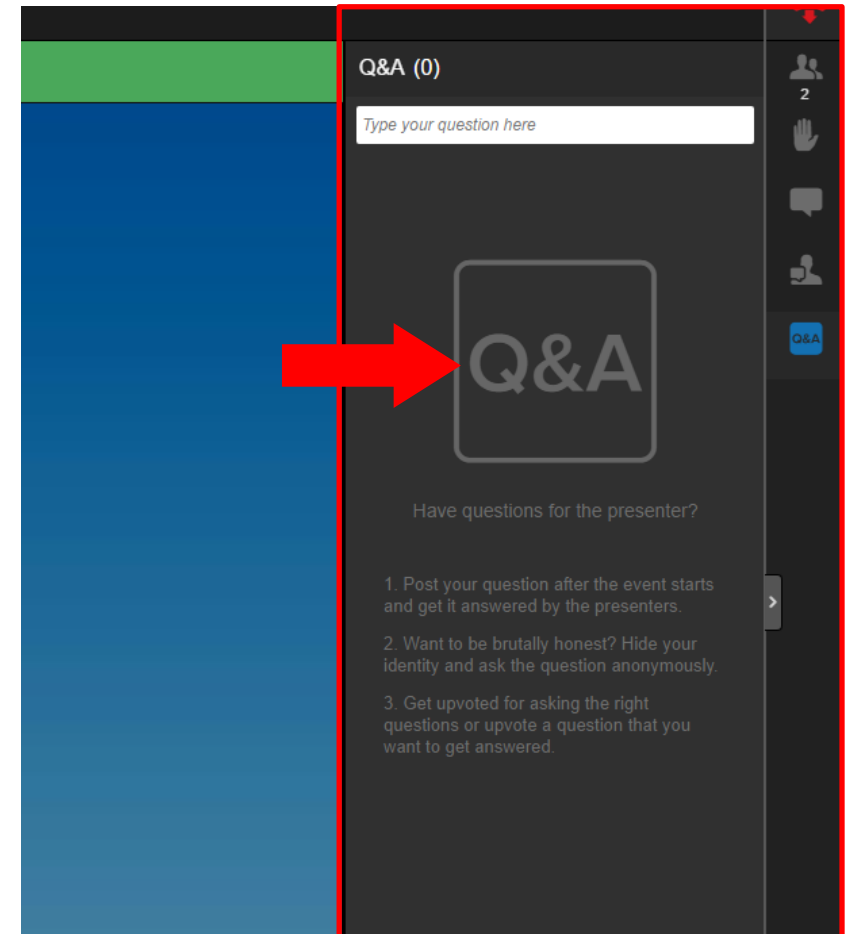 Q&A (0)
2
Type your question here
Q&A
Q&A
Have questions for the presenter?
1. Post your question after the event starts
and get it answered by the presenters.
2. Want to be brutally honest? Hide your
identity and ask the question anonymously.
3. Get upvoted for asking the right
questions or upvote a question that you
want to get answered.